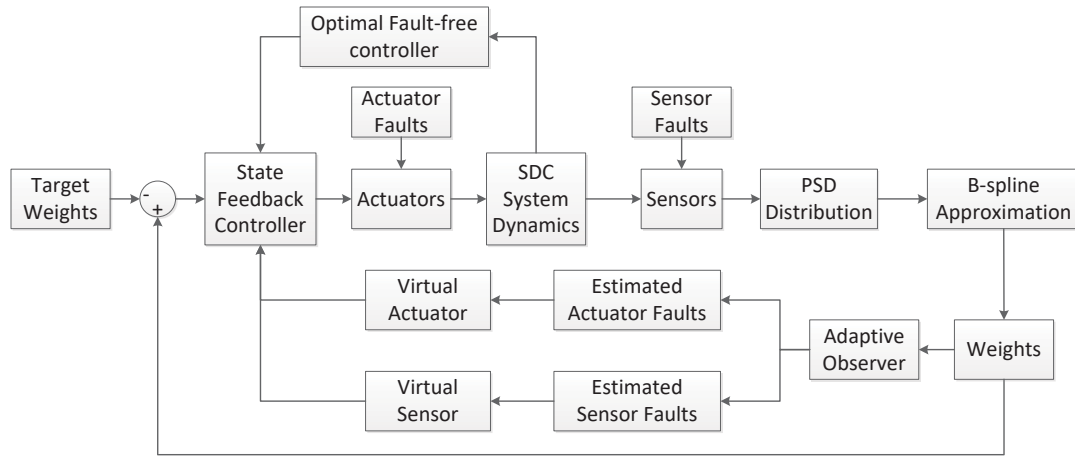 Optimal Fault-free
controller
Actuator
Faults
Sensor
Faults
Target
Weights
-
+
State
Feedback
Controller
Actuators
SDC
System
Dynamics
Sensors
PSD
Distribution
B-spline
Approximation
Virtual
Actuator
Estimated
Actuator Faults
Adaptive
Observer
Weights
Virtual
Sensor
Estimated
Sensor Faults